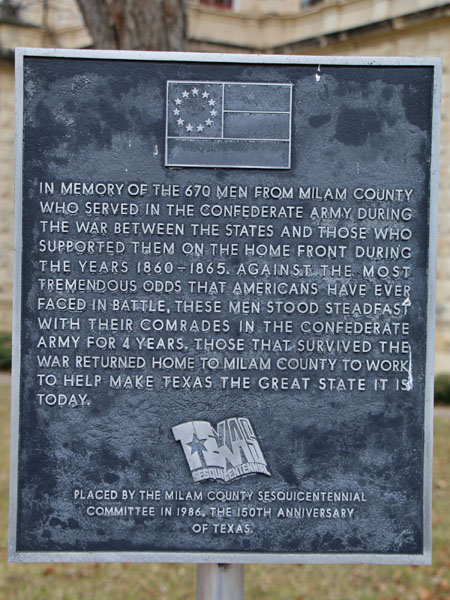 IN MEMORY OF THE 670 MEN FROM MILAM COUNTY
WHO SERVED IN THE CONFEDERATE ARMY DURING
THE WAR BETWEEN THE STATES AND THOSE WHO
SUPPORTED THEM ON THE HOME FRONT DURING
THE YEARS 1860-1865. AGAINST THE MOST
TREMENDOUS ODDS THAT AMERICANS HAVE EVER
FACED IN BATTLE, THESE MEN STOOD STEADFAST
WITH THEIR COMRADES IN THE CONFEDERATE
ARMY FOR 4 YEARS. THOSE THAT SURVIVED THE
WAR RETURNED HOME TO MILAM COUNTY TO WORK
TO HELP MAKE TEXAS THE GREAT STATE IT IS
TODAY.
TEXAS
SESQUICENTENNIAL
PLACED BY THE MILAM COUNTY SESQUICENTENNIAL
COMMITTEE IN 1986, THE 150TH ANNIVERSARY
OF TEXAS.